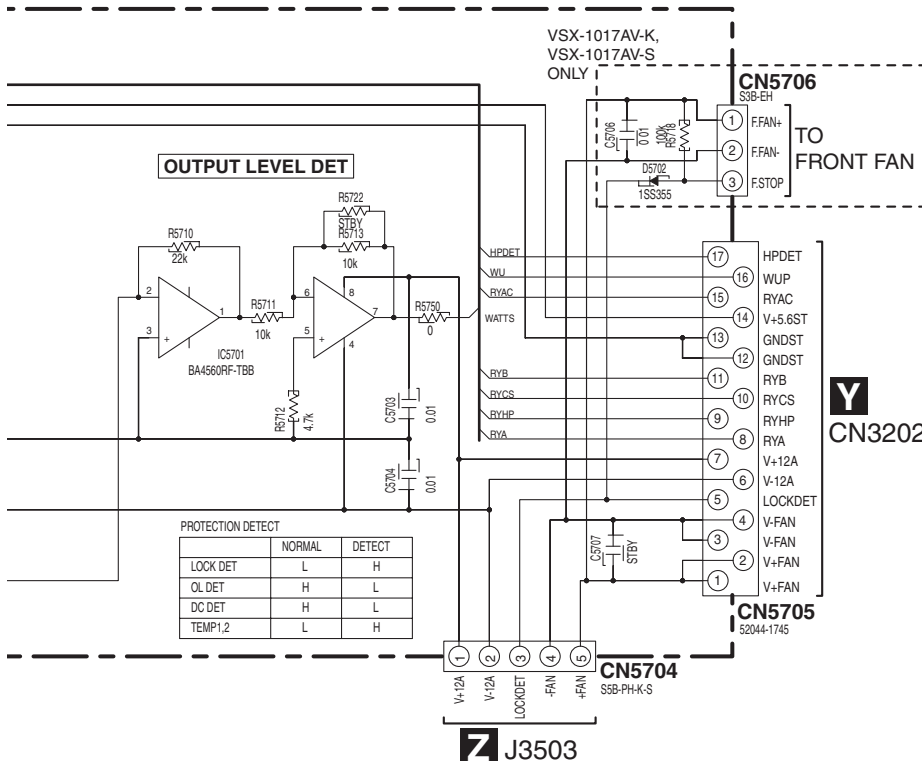 VSX-1017AV-K,
VSX-1017AV-S
ONLY
CN5706
S3B-EH
C5706
0.01
100k
R5718
D5702
1SS355
1 F.FAN+
2 F.FAN-
3 F.STOP
TO
FRONT FAN
OUTPUT LEVEL DET
R5710
22k
2
3
+
1
IC5701
BA4560RF-TBB
R5711
10k
R5722
STBY
R5713
10k
6
5
+
8
7
4
R5712
4.7k
R5750
0
C5703
0.01
C5704
0.01
HPDET
WU
RYAC
WATTS
RYB
RYCS
RYHP
RYA
17 HPDET
16 WUP
15 RYAC
14 V+5.6ST
13 GNDST
12 GNDST
11 RYB
10 RYCS
9 RYHP
8 RYA
7 V+12A
6 V-12A
5 LOCKDET
4 V-FAN
3 V-FAN
2 V+FAN
1 V+FAN
Y
CN3202
C5707
STBY
CN5705
52044-1745
PROTECTION DETECT
NORMAL DETECT
LOCK DET L H
OL DET H L
DC DET H L
TEMP1,2 L H
1 2 3 4 5
CN5704
S5B-PH-K-S
V+12A
V-12A
LOCKDET
-FAN
+FAN
Z J3503